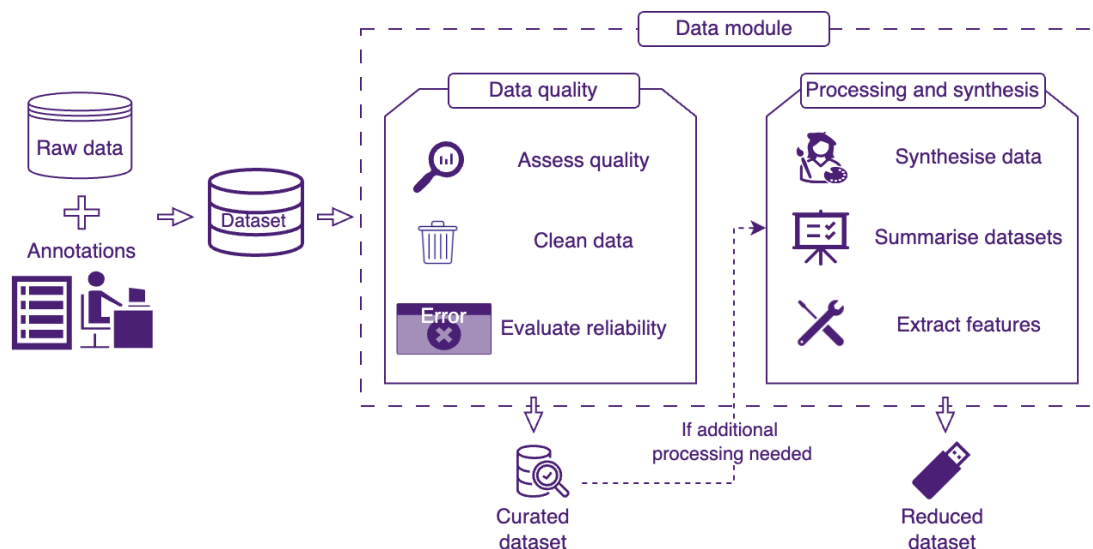 Data module
Raw data
Annotations
Dataset
Data quality
Assess quality
Clean data
Error
Evaluate reliability
Processing and synthesis
Synthesise data
Summarise datasets
Extract features
If additional
processing needed
Curated
dataset
Reduced
dataset